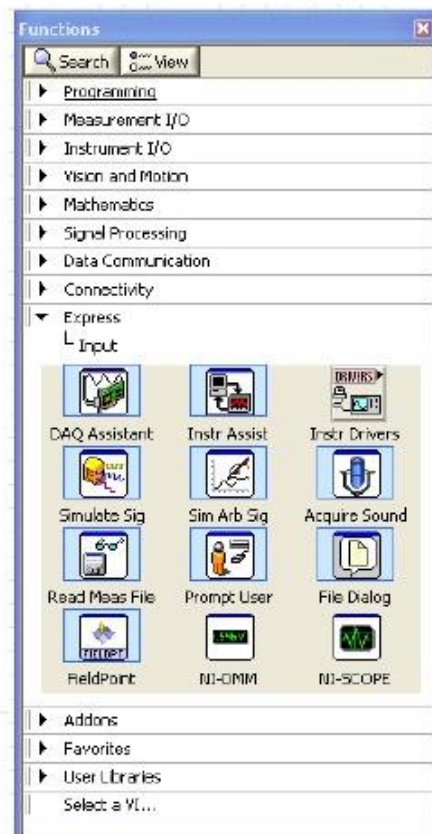 Functions
Search View
Programming
Measurement I/O
Instrument I/O
Vision and Motion
Mathematics
Signal Processing
Data Communication
Connectivity
Express
Input
DRIVERS
DAQ Assistant Instr Assist Instr Drivers
Simulate Sig Sim Arb Sig Acquire Sound
Read Meas File Prompt User File Dialog
FieldPoint NI-DMM NI-SCOPE
Addons
Favorites
User Libraries
Select a VI...